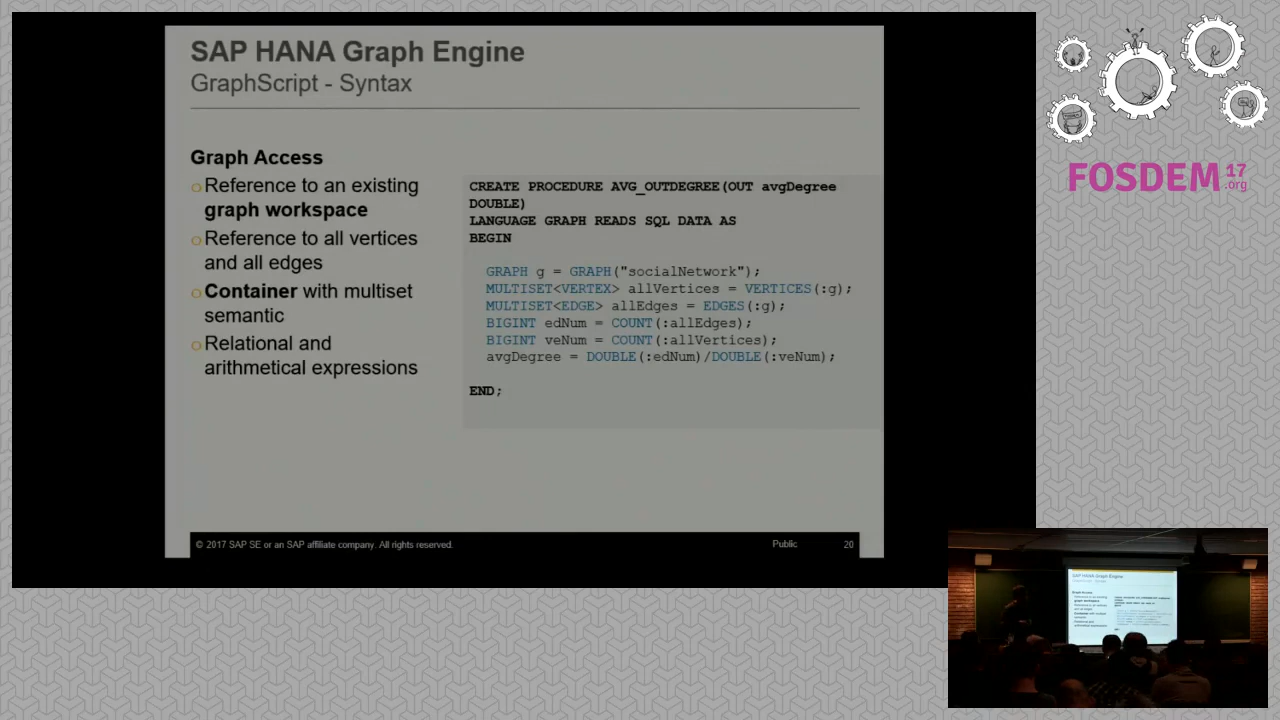 SAP HANA Graph Engine
GraphScript - Syntax
Graph Access
Reference to an existing
graph workspace
Reference to all vertices
and all edges
Container with multiset
semantic
Relational and
arithmetical expressions
CREATE PROCEDURE AVG_OUTDEGREE(OUT avgDegree
DOUBLE)
LANGUAGE GRAPH READS SQL DATA AS
BEGIN
GRAPH g = GRAPH("socialNetwork");
MULTISET<VERTEX> allVertices = VERTICES(:g);
MULTISET<EDGE> allEdges = EDGES(:g);
BIGINT edNum = COUNT(:allEdges);
BIGINT veNum = COUNT(:allVertices);
avgDegree = DOUBLE(:edNum)/DOUBLE(:veNum);
END;
© 2017 SAP SE or an SAP affiliate company. All rights reserved.
Public
20
FOSDEM 17
.org
SAP HANA Graph Engine